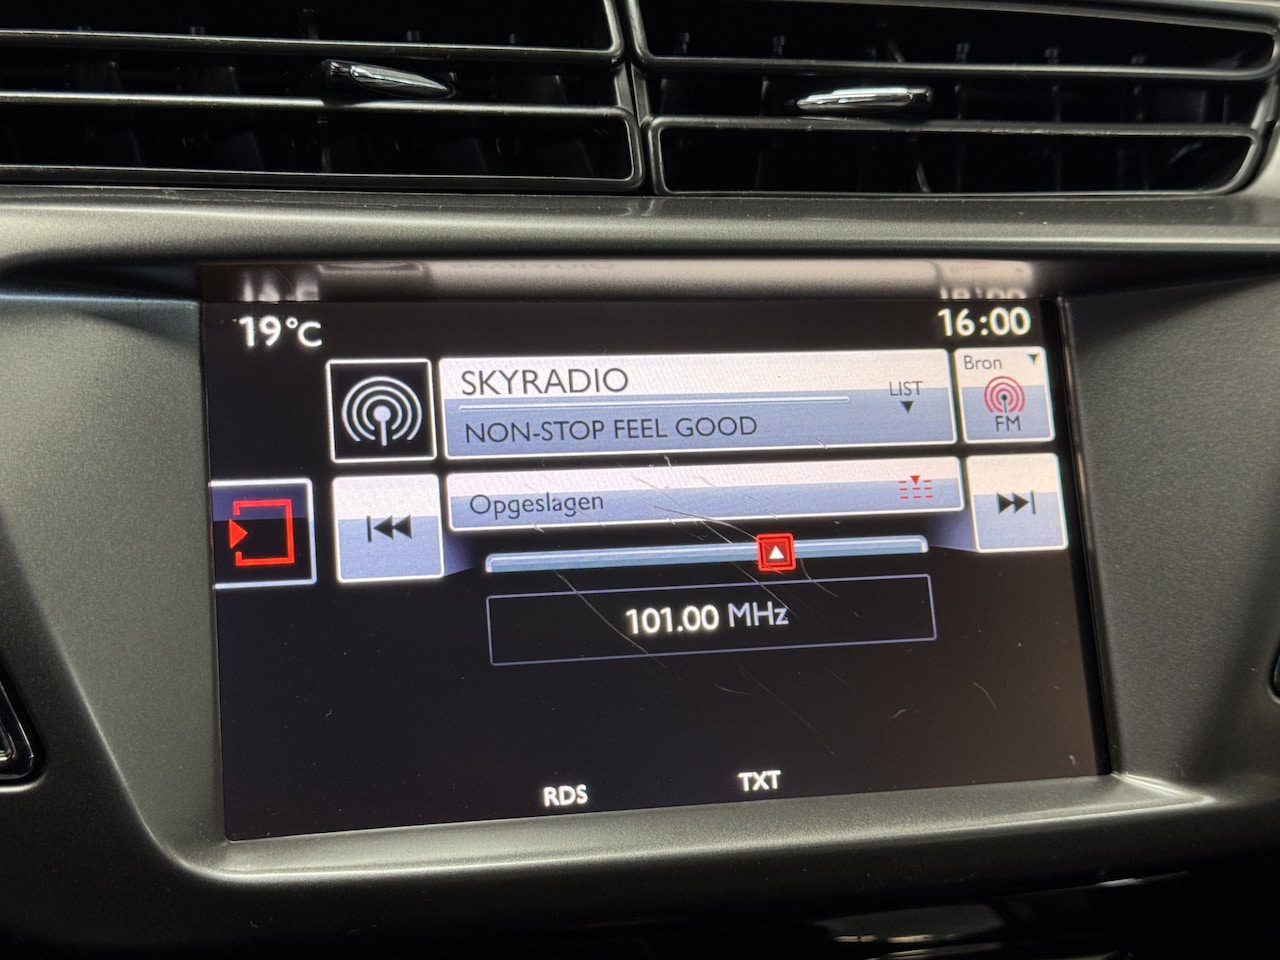 19°C
16:00
SKYRADIO
LIST
NON-STOP FEEL GOOD
Bron
FM
Opgeslagen
101.00 MHz
RDS
TXT